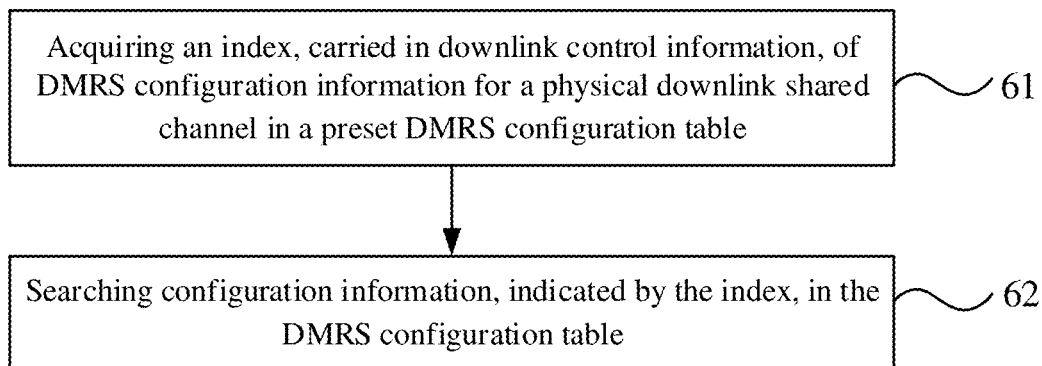 Acquiring an index, carried in downlink control information, of
DMRS configuration information for a physical downlink shared
channel in a preset DMRS configuration table
61
Searching configuration information, indicated by the index, in the
DMRS configuration table
62